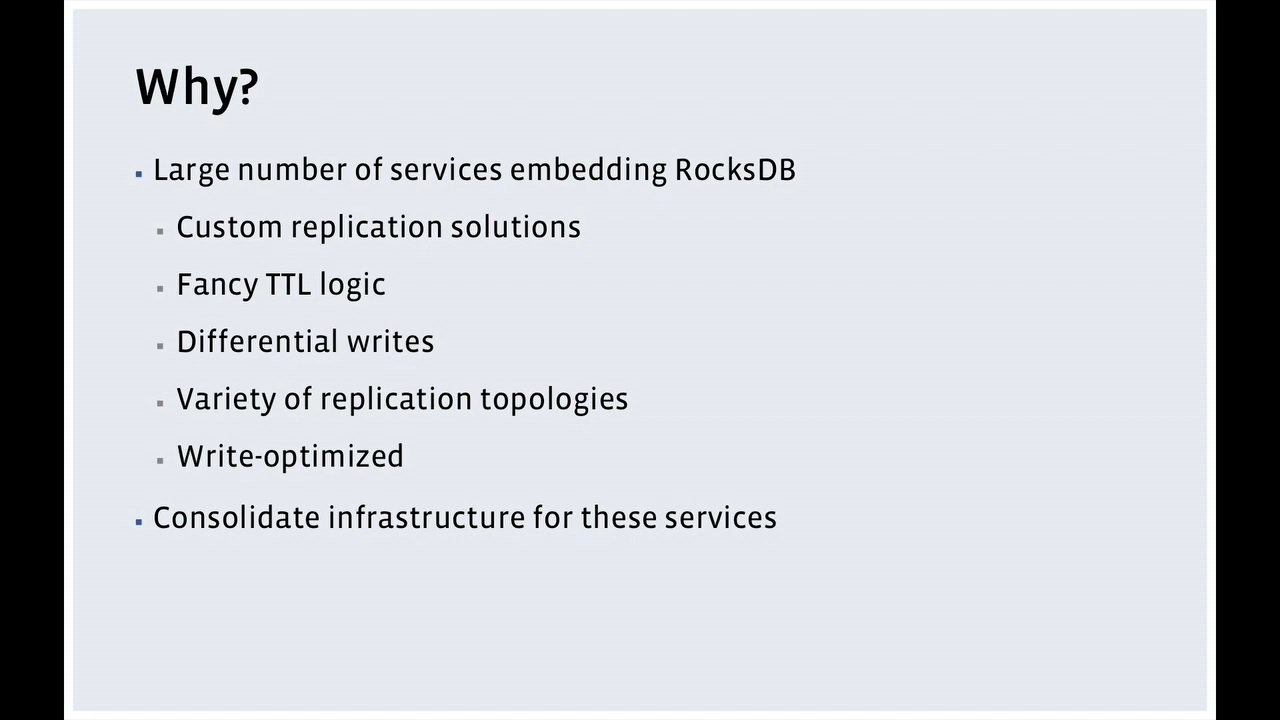 Why?
Large number of services embedding RocksDB
Custom replication solutions
Fancy TTL logic
Differential writes
Variety of replication topologies
Write-optimized
Consolidate infrastructure for these services